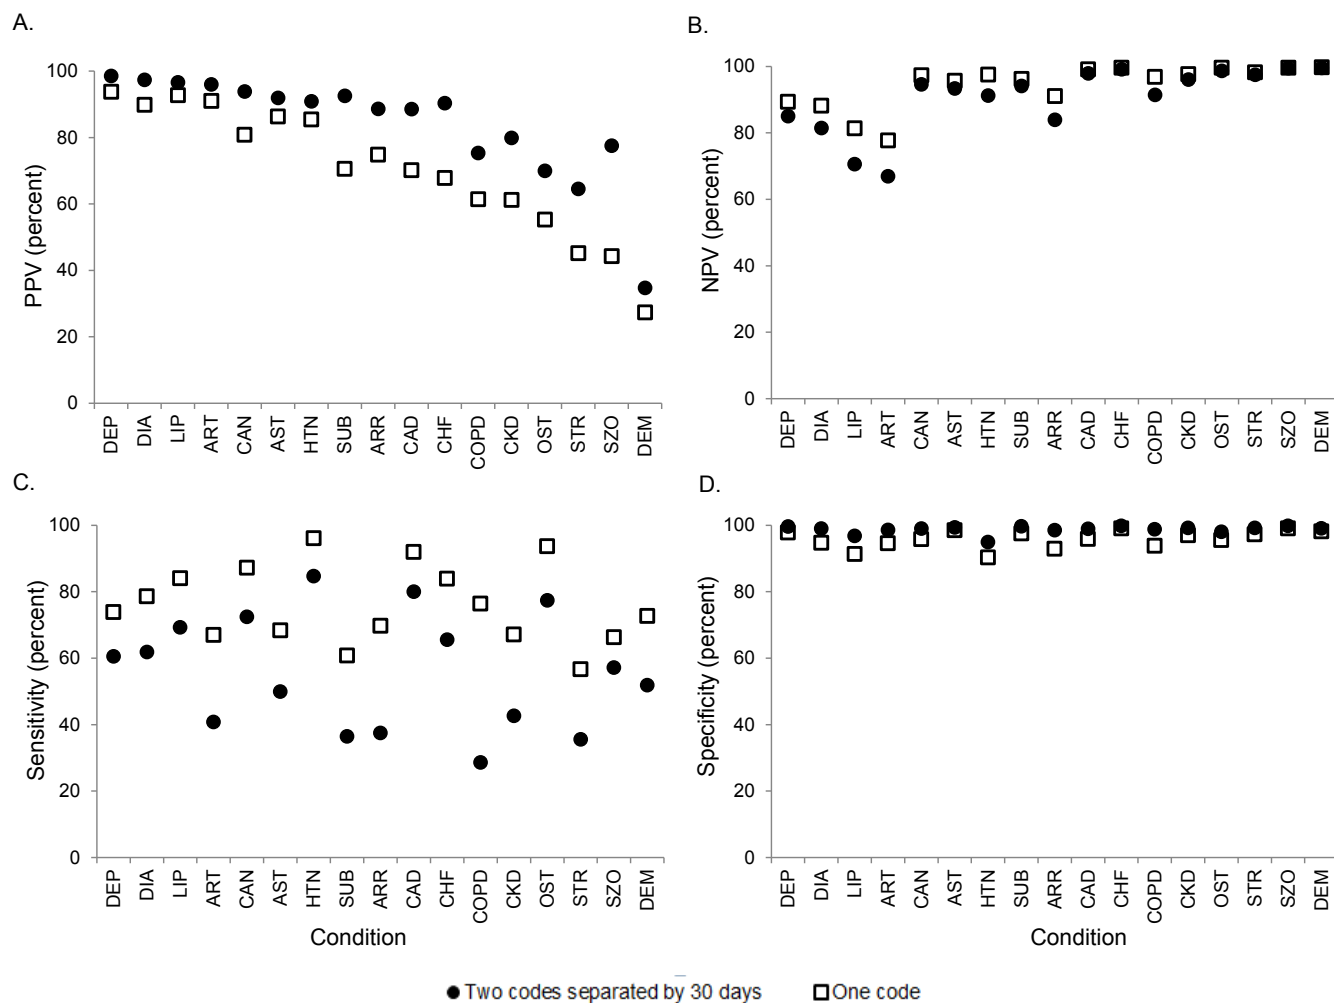 A.
PPV (percent)
100
80
60
40
20
0
DEP DIA LIP ART CAN AST HTN SUB ARR CAD CHF COPD CKD OST STR SZO DEM
B.
NPV (percent)
100
80
60
40
20
0
DEP DIA LIP ART CAN AST HTN SUB ARR CAD CHF COPD CKD OST STR SZO DEM
C.
Sensitivity (percent)
100
80
60
40
20
0
DEP DIA LIP ART CAN AST HTN SUB ARR CAD CHF COPD CKD OST STR SZO DEM
Condition
D.
Specificity (percent)
100
80
60
40
20
0
DEP DIA LIP ART CAN AST HTN SUB ARR CAD CHF COPD CKD OST STR SZO DEM
Condition
Two codes separated by 30 days One code